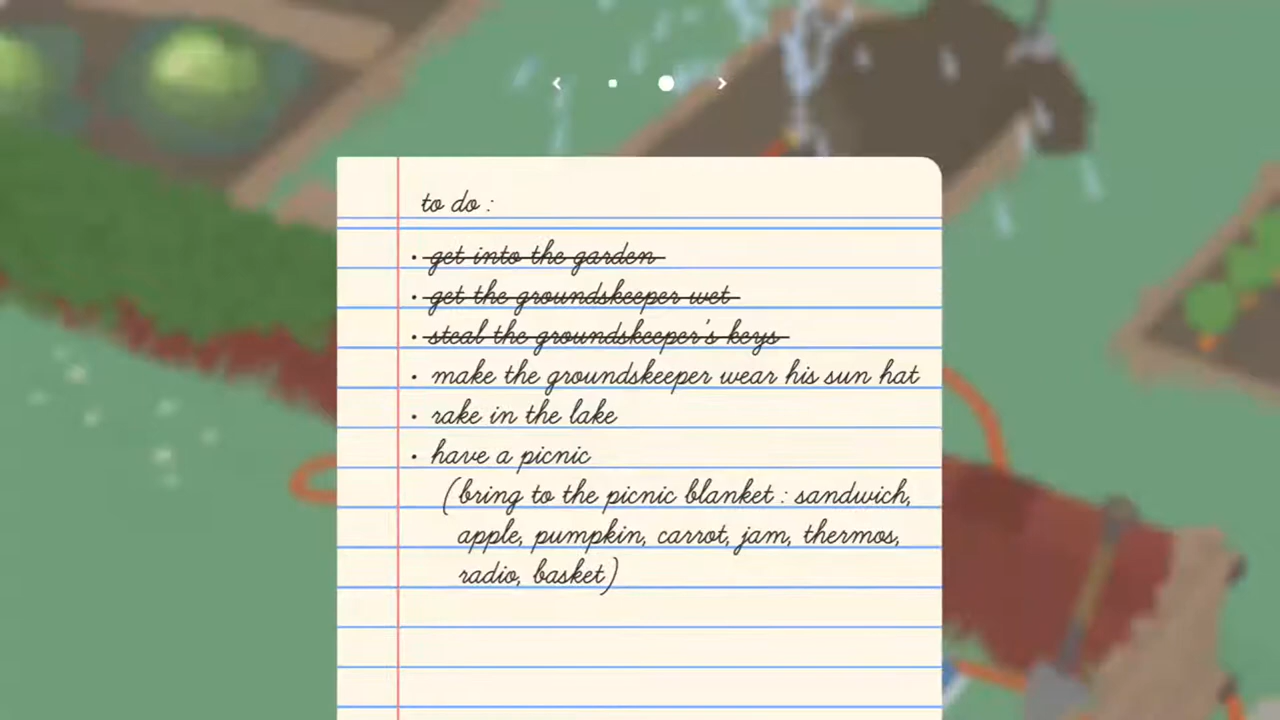 to do :
• get into the garden
• get the groundskeeper wet
• steal the groundskeeper's keys
• make the groundskeeper wear his sun hat
• rake in the lake
• have a picnic
(bring to the picnic blanket : sandwich,
apple, pumpkin, carrot, jam, thermos,
radio, basket)